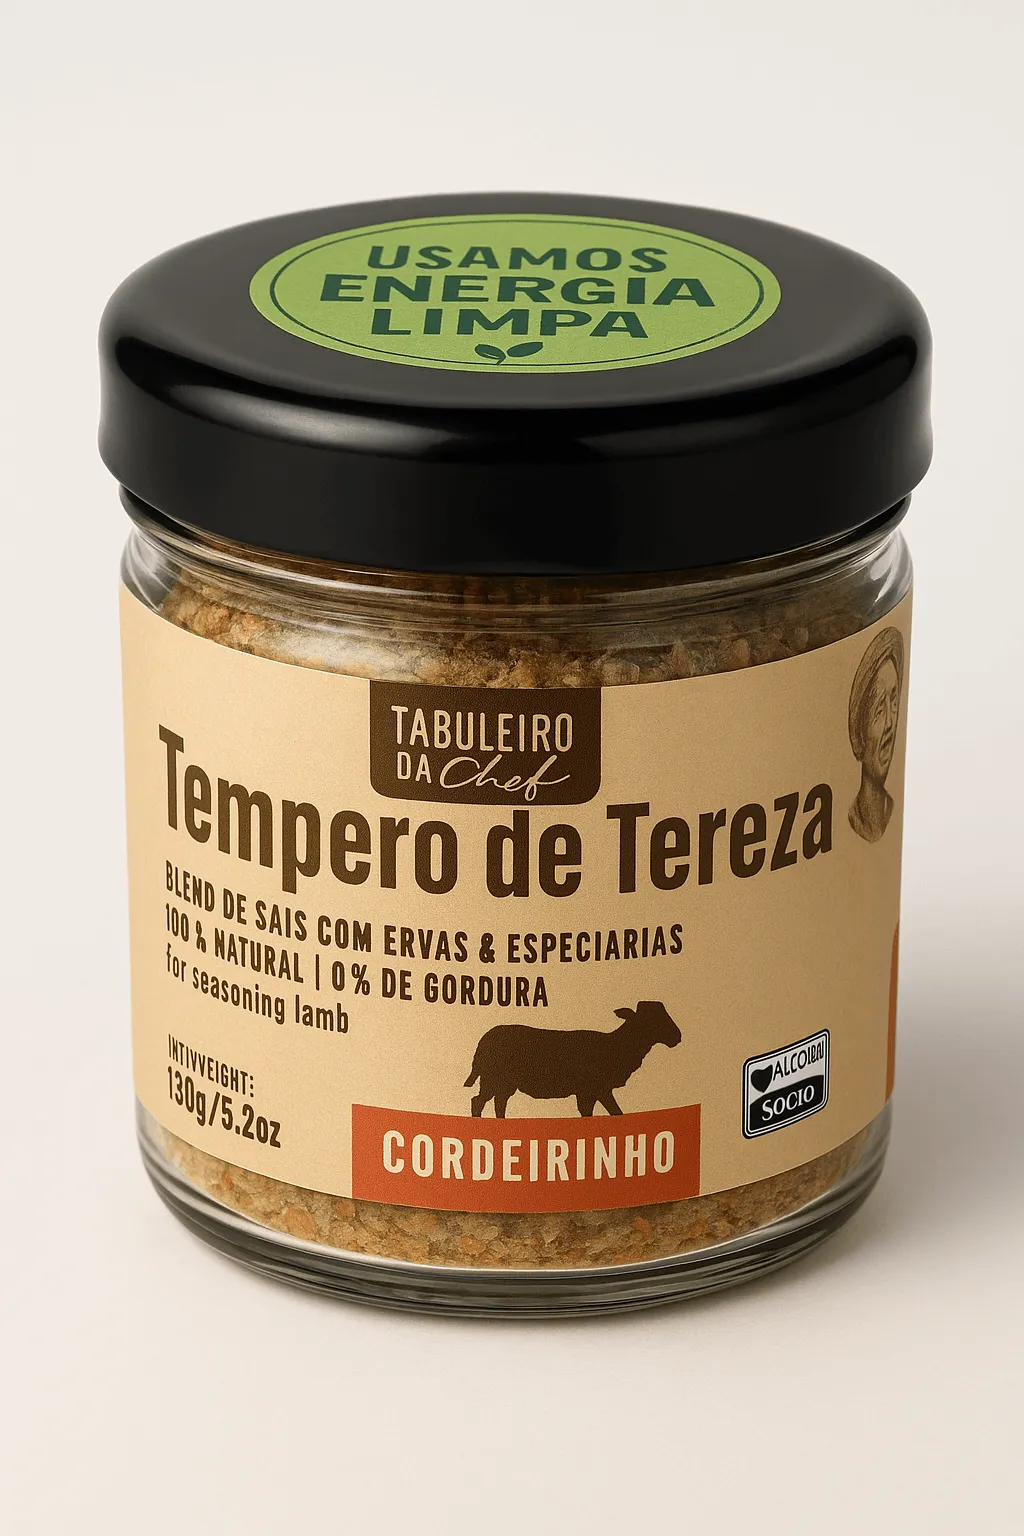 USAMOS
ENERGIA
LIMPA
TABULEIRO
DA Chef
Tempero de Tereza
BLEND DE SAIS COM ERVAS & ESPECIARIAS
100% NATURAL | 0% DE GORDURA
for seasoning lamb
130g/5.2oz
CORDEIRINHO
SOCIO